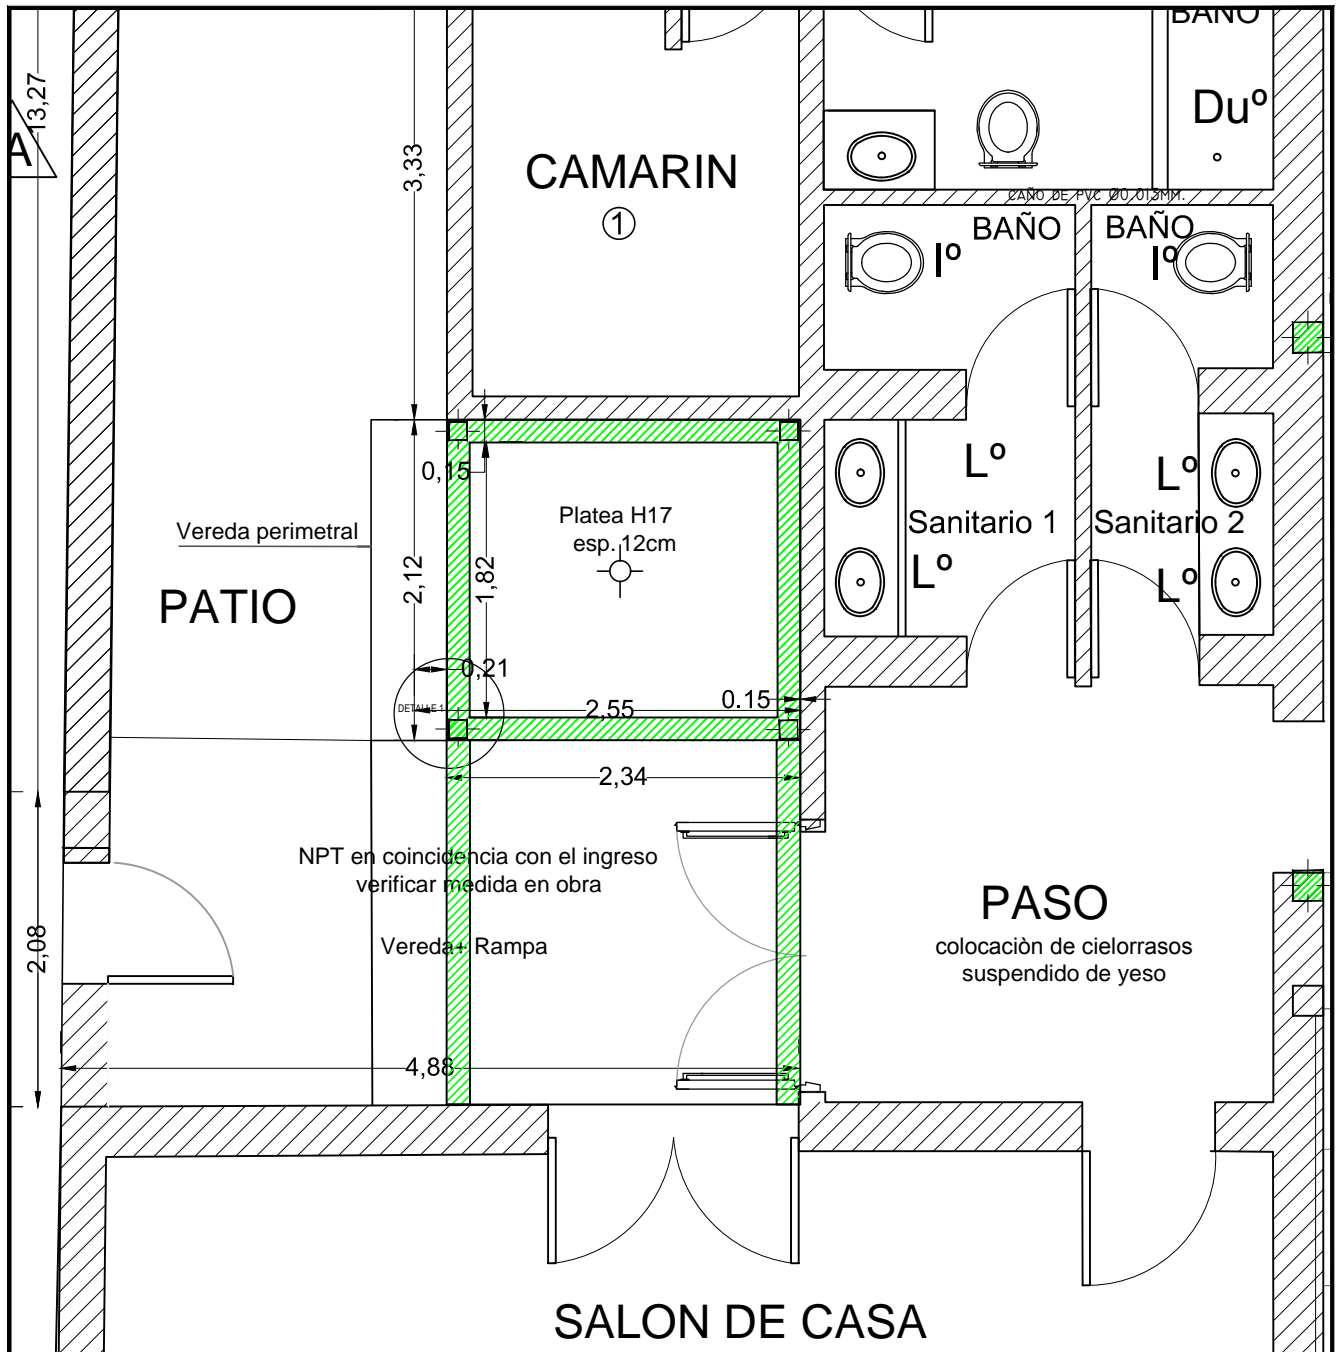 BAÑO
13,27
A
3,33
Duº
CAMARIN
1
CAÑO DE PVC Ø0.015MM.
BAÑO
BAÑO
Iº
Iº
0,15
Lº
Lº
Platea H17
esp. 12cm
Vereda perimetral
Sanitario 1
Sanitario 2
2,12
1,82
Lº
Lº
PATIO
0,21
0.15
DETALLE 1
2,55
2,34
NPT en coincidencia con el ingreso
verificar medida en obra
PASO
2,08
Vereda+ Rampa
colocaciòn de cielorrasos
suspendido de yeso
4,88
SALON DE CASA